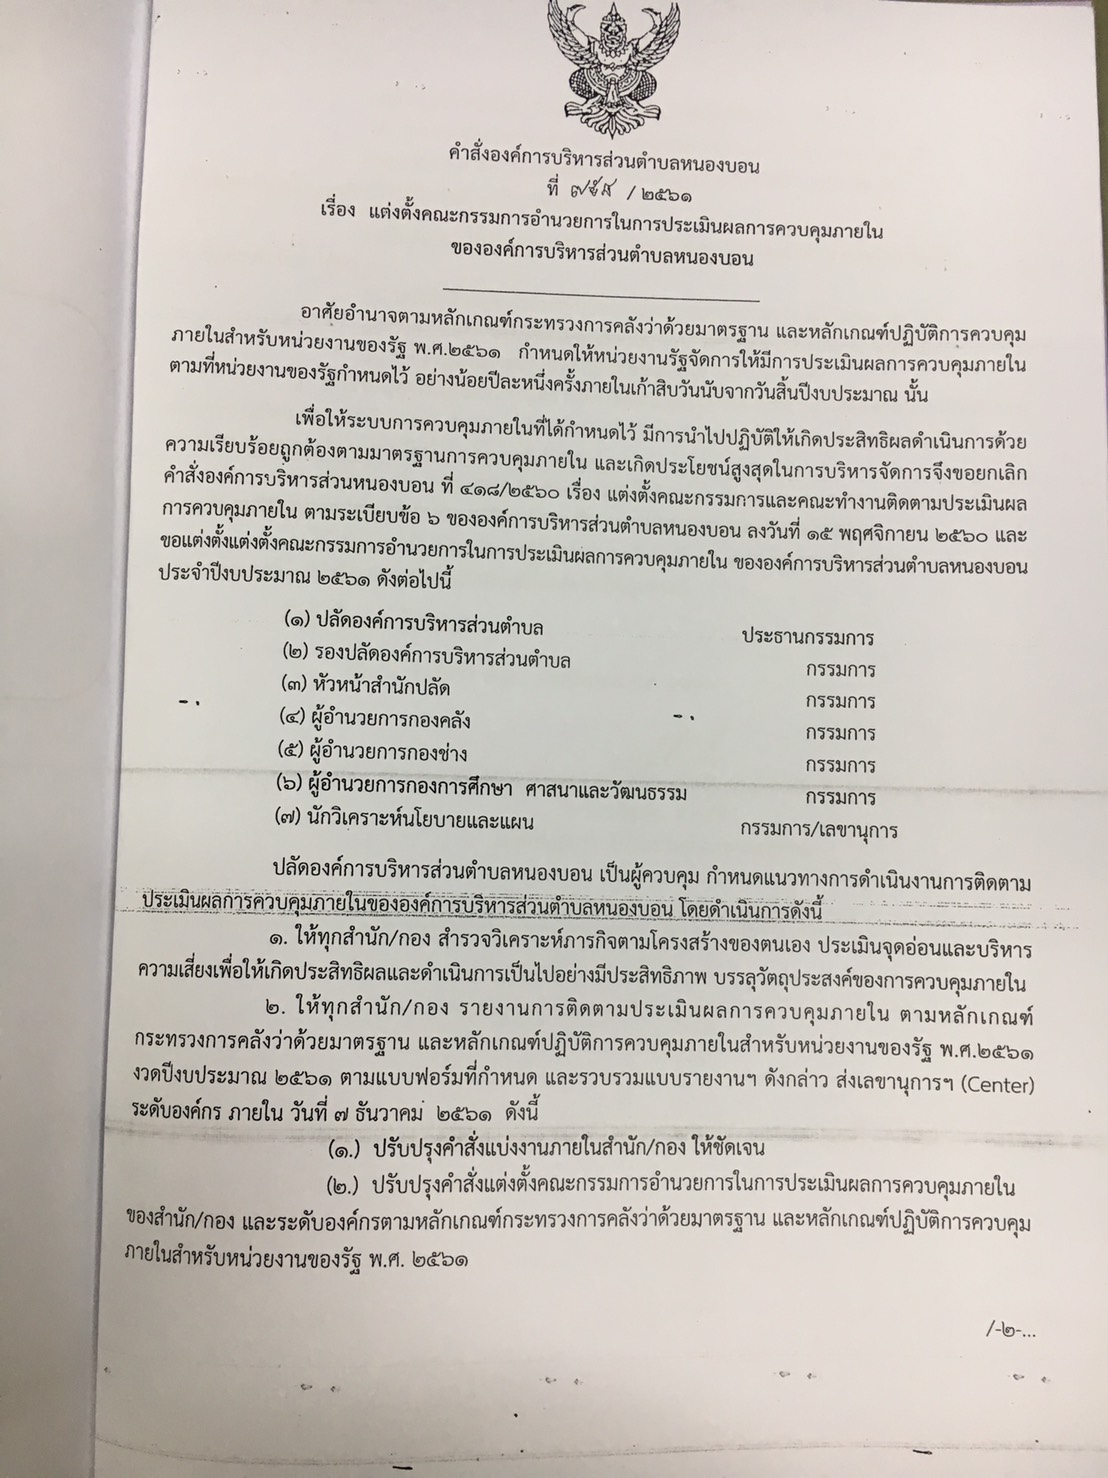 คำสั่งองค์การบริหารส่วนตำบลหนองบอน
ที่ / ๒๕๖๑
เรื่อง แต่งตั้งคณะกรรมการอำนวยการในการประเมินผลการควบคุมภายใน
ขององค์การบริหารส่วนตำบลหนองบอน
อาศัยอำนาจตามหลักเกณฑ์กระทรวงการคลังว่าด้วยมาตรฐาน และหลักเกณฑ์ปฏิบัติการควบคุม
ภายในสำหรับหน่วยงานของรัฐ พ.ศ.๒๕๖๑ กำหนดให้หน่วยงานรัฐจัดการให้มีการประเมินผลการควบคุมภายใน
ตามที่หน่วยงานของรัฐกำหนดไว้ อย่างน้อยปีละหนึ่งครั้งภายในเก้าสิบวันนับจากวันสิ้นปีงบประมาณ นั้น
เพื่อให้ระบบการควบคุมภายในที่ได้กำหนดไว้ มีการนำไปปฏิบัติให้เกิดประสิทธิผลดำเนินการด้วย
ความเรียบร้อยถูกต้องตามมาตรฐานการควบคุมภายใน และเกิดประโยชน์สูงสุดในการบริหารจัดการจึงขอยกเลิก
คำสั่งองค์การบริหารส่วนหนองบอน ที่ ๔๑๘/๒๕๖๐ เรื่อง แต่งตั้งคณะกรรมการและคณะทำงานติดตามประเมินผล
การควบคุมภายใน ตามระเบียบข้อ ๖ ขององค์การบริหารส่วนตำบลหนองบอน ลงวันที่ ๑๕ พฤศจิกายน ๒๕๖๐ และ
ขอแต่งตั้งแต่งตั้งคณะกรรมการอำนวยการในการประเมินผลการควบคุมภายใน ขององค์การบริหารส่วนตำบลหนองบอน
ประจำปีงบประมาณ ๒๕๖๑ ดังต่อไปนี้
(๑) ปลัดองค์การบริหารส่วนตำบล ประธานกรรมการ
(๒) รองปลัดองค์การบริหารส่วนตำบล กรรมการ
(๓) หัวหน้าสำนักปลัด กรรมการ
(๔) ผู้อำนวยการกองคลัง กรรมการ
(๕) ผู้อำนวยการกองช่าง กรรมการ
(๖) ผู้อำนวยการกองการศึกษา ศาสนาและวัฒนธรรม กรรมการ
(๗) นักวิเคราะห์นโยบายและแผน กรรมการ/เลขานุการ
ปลัดองค์การบริหารส่วนตำบลหนองบอน เป็นผู้ควบคุม กำหนดแนวทางการดำเนินงานการติดตาม
ประเมินผลการควบคุมภายในขององค์การบริหารส่วนตำบลหนองบอน โดยดำเนินการดังนี้
๑. ให้ทุกสำนัก/กอง สำรวจวิเคราะห์ภารกิจตามโครงสร้างของตนเอง ประเมินจุดอ่อนและบริหาร
ความเสี่ยงเพื่อให้เกิดประสิทธิผลและดำเนินการเป็นไปอย่างมีประสิทธิภาพ บรรลุวัตถุประสงค์ของการควบคุมภายใน
๒. ให้ทุกสำนัก/กอง รายงานการติดตามประเมินผลการควบคุมภายใน ตามหลักเกณฑ์
กระทรวงการคลังว่าด้วยมาตรฐาน และหลักเกณฑ์ปฏิบัติการควบคุมภายในสำหรับหน่วยงานของรัฐ พ.ศ.๒๕๖๑
งวดปีงบประมาณ ๒๕๖๑ ตามแบบฟอร์มที่กำหนด และรวบรวมแบบรายงานฯ ดังกล่าว ส่งเลขานุการฯ (Center)
ระดับองค์กร ภายใน วันที่ ๗ ธันวาคม ๒๕๖๑ ดังนี้
(๑.) ปรับปรุงคำสั่งแบ่งงานภายในสำนัก/กอง ให้ชัดเจน
(๒.) ปรับปรุงคำสั่งแต่งตั้งคณะกรรมการอำนวยการในการประเมินผลการควบคุมภายใน
ของสำนัก/กอง และระดับองค์กรตามหลักเกณฑ์กระทรวงการคลังว่าด้วยมาตรฐาน และหลักเกณฑ์ปฏิบัติการควบคุม
ภายในสำหรับหน่วยงานของรัฐ พ.ศ. ๒๕๖๑
/-๒-...